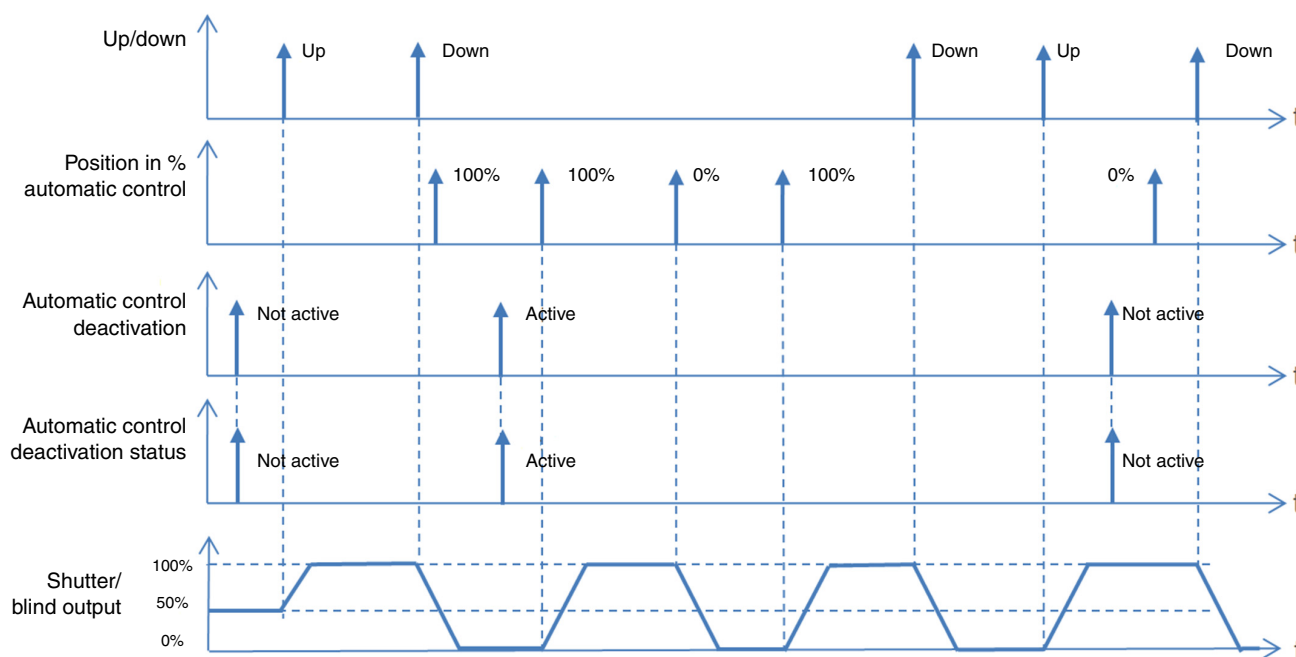 Up/down
Up
Down
Down
Up
Down
t
Position in %
automatic control
100%
100%
0%
100%
0%
t
Automatic control
deactivation
Not active
Active
Not active
t
Automatic control
deactivation status
Not active
Active
Not active
t
Shutter/
blind output
100%
50%
0%
t